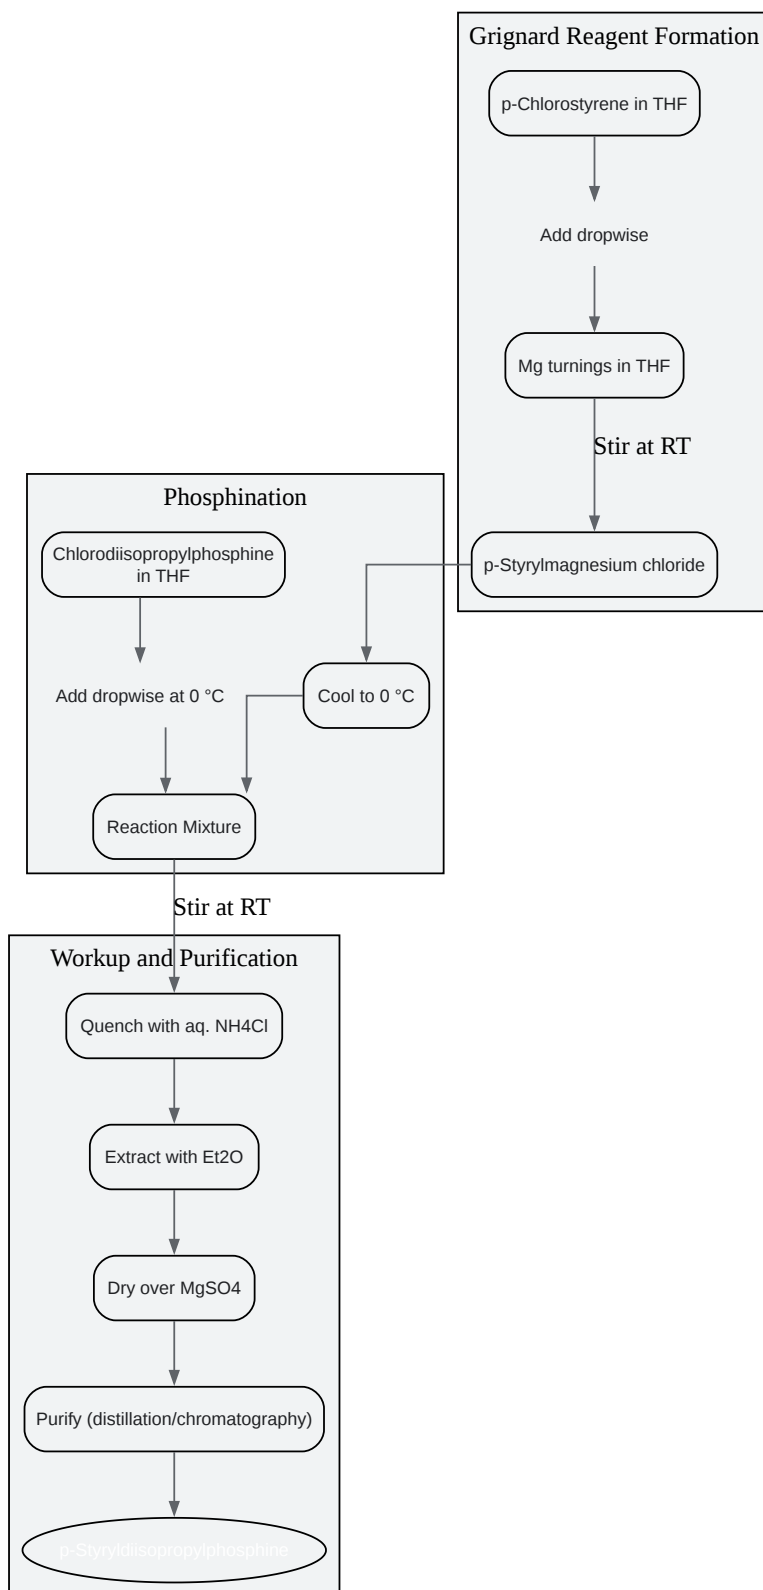 Grignard Reagent Formation
p-Chlorostyrene in THF
Add dropwise
Mg turnings in THF
Stir at RT
p-Styrylmagnesium chloride
Phosphination
Chlorodiisopropylphosphine
in THF
Add dropwise at 0 °C
Cool to 0 °C
Reaction Mixture
Stir at RT
Workup and Purification
Quench with aq. NH4Cl
Extract with Et2O
Dry over MgSO4
Purify (distillation/chromatography)
p-Styryldiisopropylphosphine